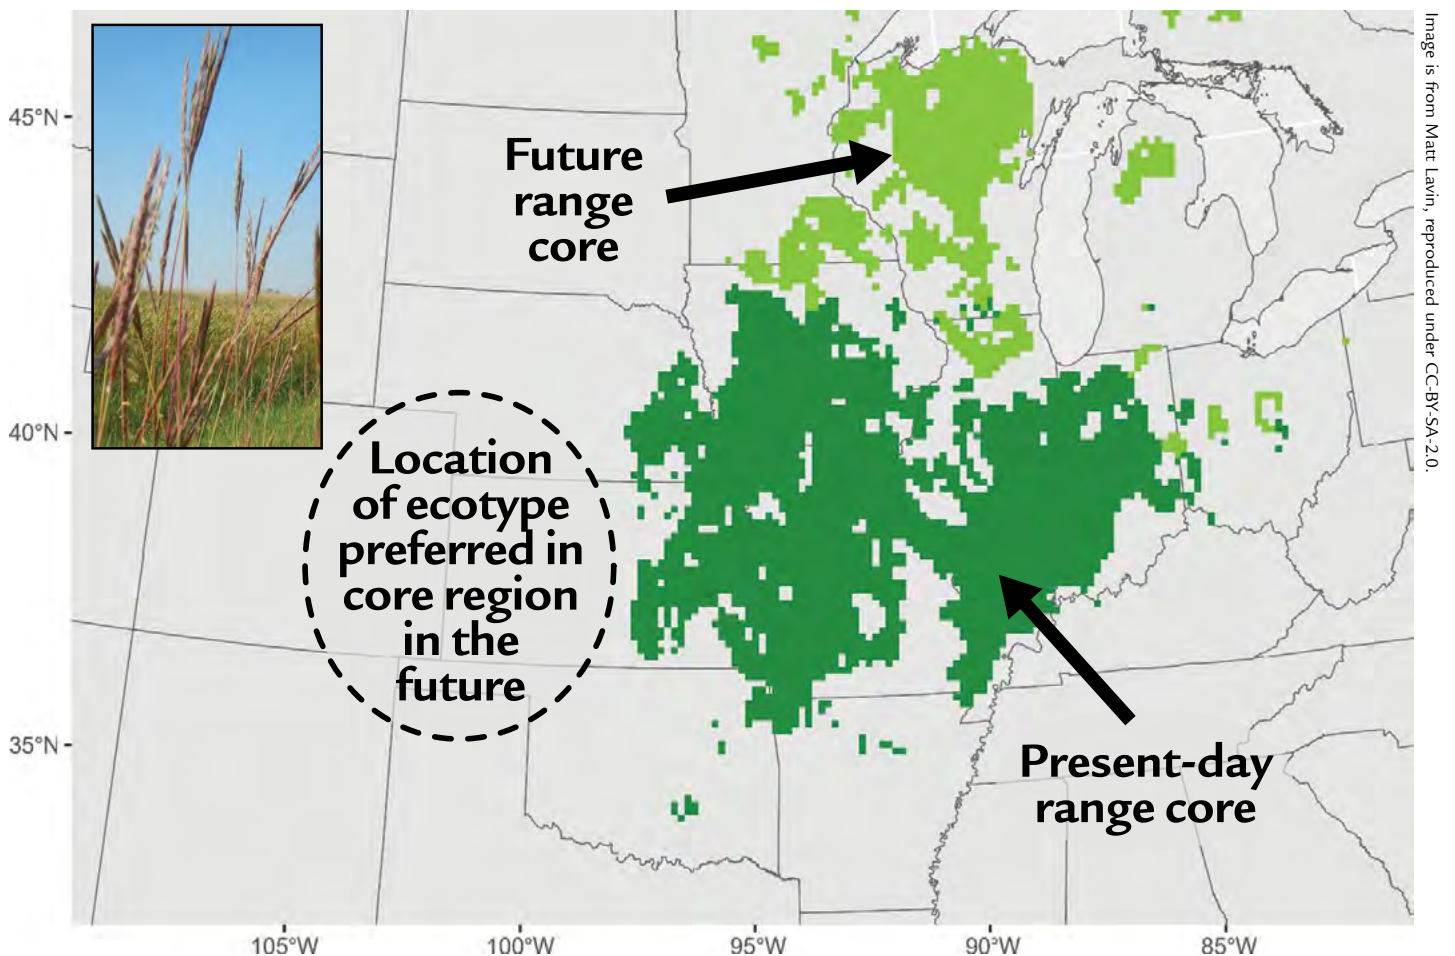 Image is from Matt Lavin, reproduced under CC-BY-SA-2.0.
45°N
40°N
35°N
Future
range
core
Location
of ecotype
preferred in
core region
in the
future
Present-day
range core
105°W
100°W
95°W
90°W
85°W